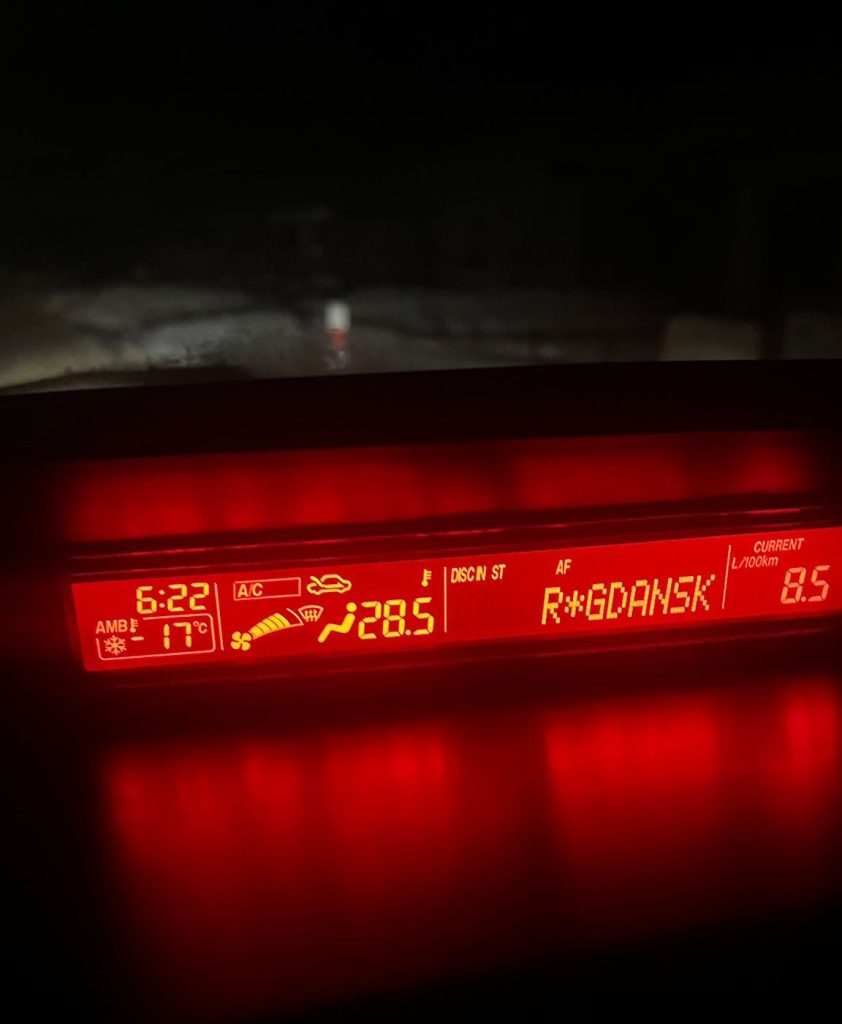 6:22
AMB
-17°C
A/C
28.5
DISC IN ST
AF
R*GDANSK
CURRENT
L/100km
8.5